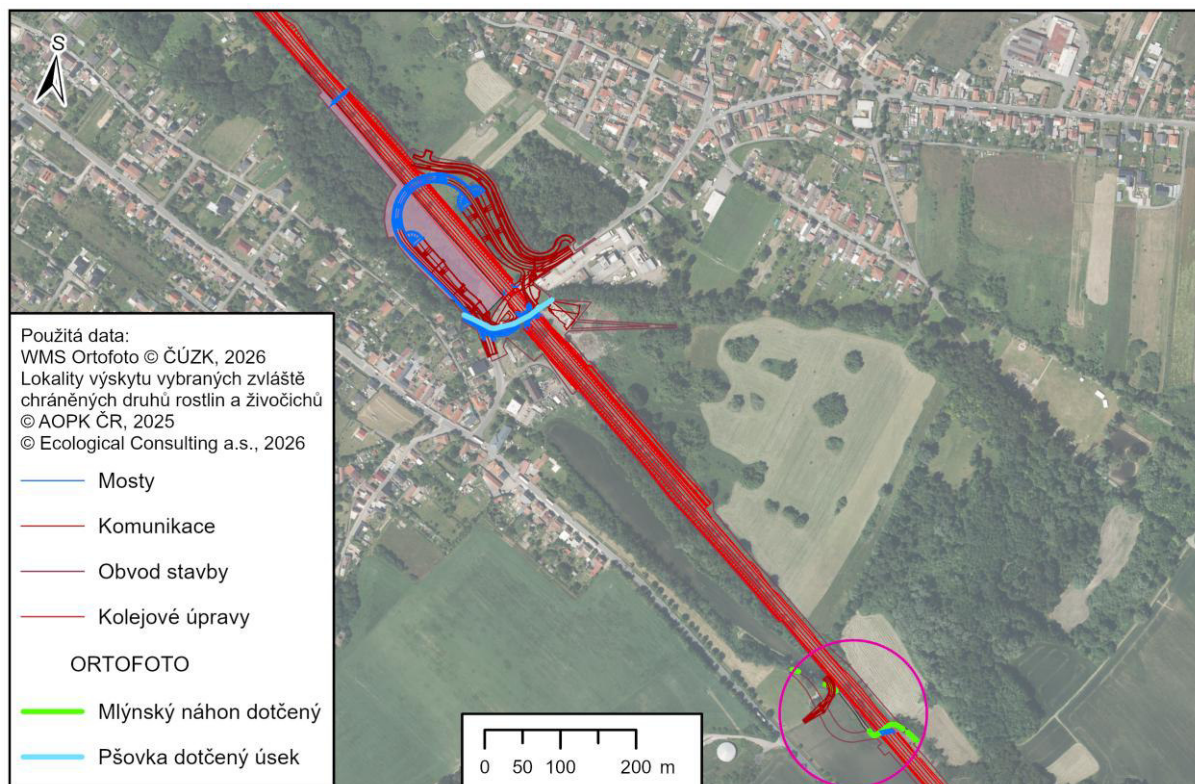 S
Použitá data:
WMS Ortofoto © ČÚZK, 2026
Lokality výskytu vybraných zvláště
chráněných druhů rostlin a živočichů
© AOPK ČR, 2025
© Ecological Consulting a.s., 2026
Mosty
Komunikace
Obvod stavby
Kolejové úpravy
ORTOFOTO
Mlýnský náhon dotčený
Pšovka dotčený úsek
0 50 100 200 m